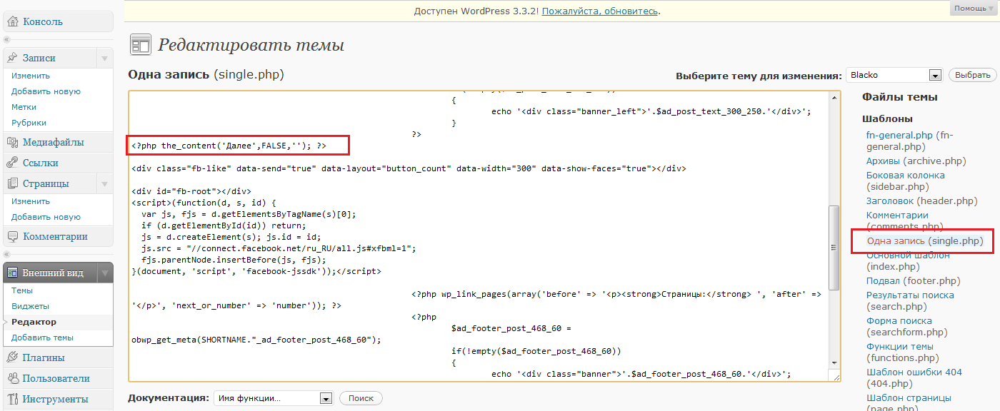 Доступен WordPress 3.3.2! Пожалуйста, обновитесь.
Помощь
Консоль
Записи
Изменить
Добавить новую
Метки
Рубрики
Медиафайлы
Ссылки
Страницы
Изменить
Добавить новую
Комментарии
Внешний вид
Темы
Виджеты
Редактор
Добавить темы
Плагины
Пользователи
Инструменты
Редактировать темы
Одна запись (single.php)
Выберите тему для изменения: Blacko Выбрать
{
echo '<div class="banner_left">'.$ad_post_text_300_250.'</div>';
}
?>
<?php the_content('Далее',FALSE,''); ?>
<div class="fb-like" data-send="true" data-layout="button_count" data-width="300" data-show-faces="true"></div>
<div id="fb-root"></div>
<script>(function(d, s, id) {
var js, fjs = d.getElementsByTagName(s)[0];
if (d.getElementById(id)) return;
js = d.createElement(s); js.id = id;
js.src = "//connect.facebook.net/ru_RU/all.js#xfbml=1";
fjs.parentNode.insertBefore(js, fjs);
}(document, 'script', 'facebook-jssdk'));</script>
<?php wp_link_pages(array('before' => '<p><strong>Страницы:</strong> ', 'after' =>
'</p>', 'next_or_number' => 'number')); ?>
<?php
$ad_footer_post_468_60 =
obwp_get_meta(SHORTNAME."_ad_footer_post_468_60");
if(!empty($ad_footer_post_468_60))
{
echo '<div class="banner">'.$ad_footer_post_468_60.'</div>';
Документация: Имя функции... Поиск
Файлы темы
Шаблоны
fn-general.php (fn-
general.php)
Архивы (archive.php)
Боковая колонка
(sidebar.php)
Заголовок (header.php)
Комментарии
(comments.php)
Одна запись (single.php)
Основной шаблон
(index.php)
Подвал (footer.php)
Результаты поиска
(search.php)
Форма поиска
(searchform.php)
Функции темы
(functions.php)
Шаблон ошибки 404
(404.php)
Шаблон страницы
(page.php)